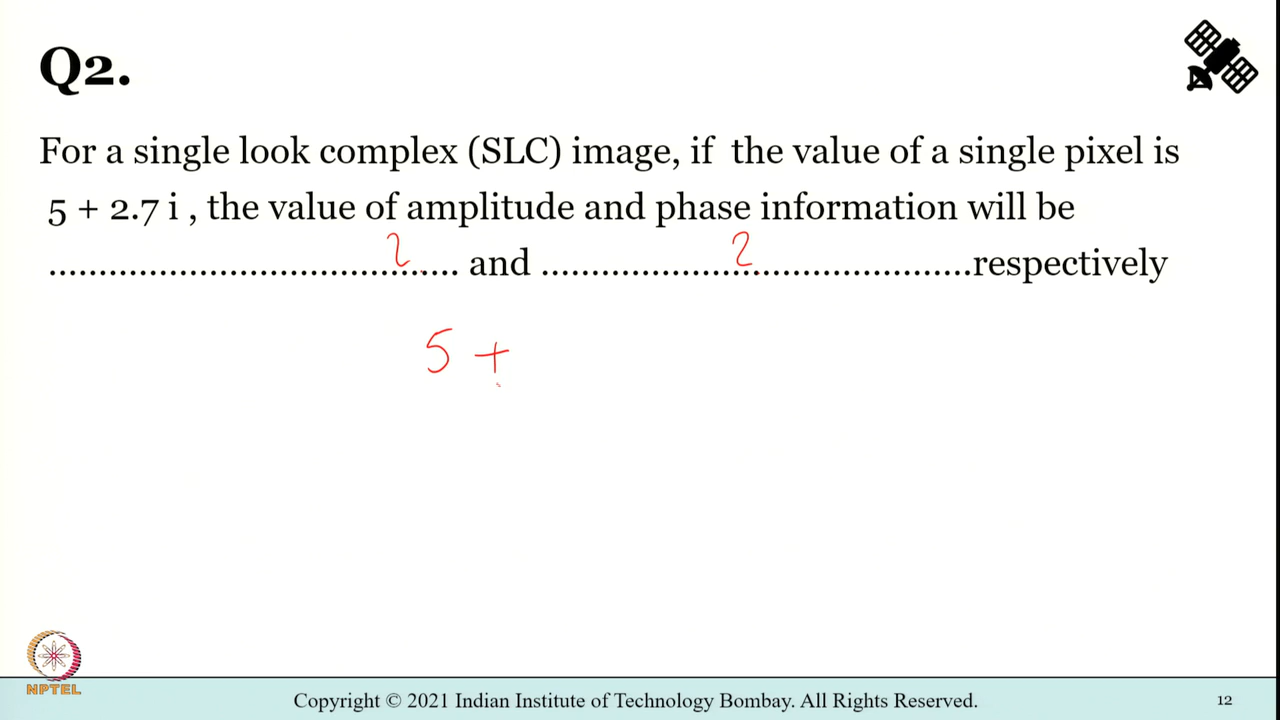 Q2.
For a single look complex (SLC) image, if the value of a single pixel is
5 + 2.7 i , the value of amplitude and phase information will be
........................................ and ..........................................respectively
2 2
5 +
NPTEL
Copyright © 2021 Indian Institute of Technology Bombay. All Rights Reserved.
12